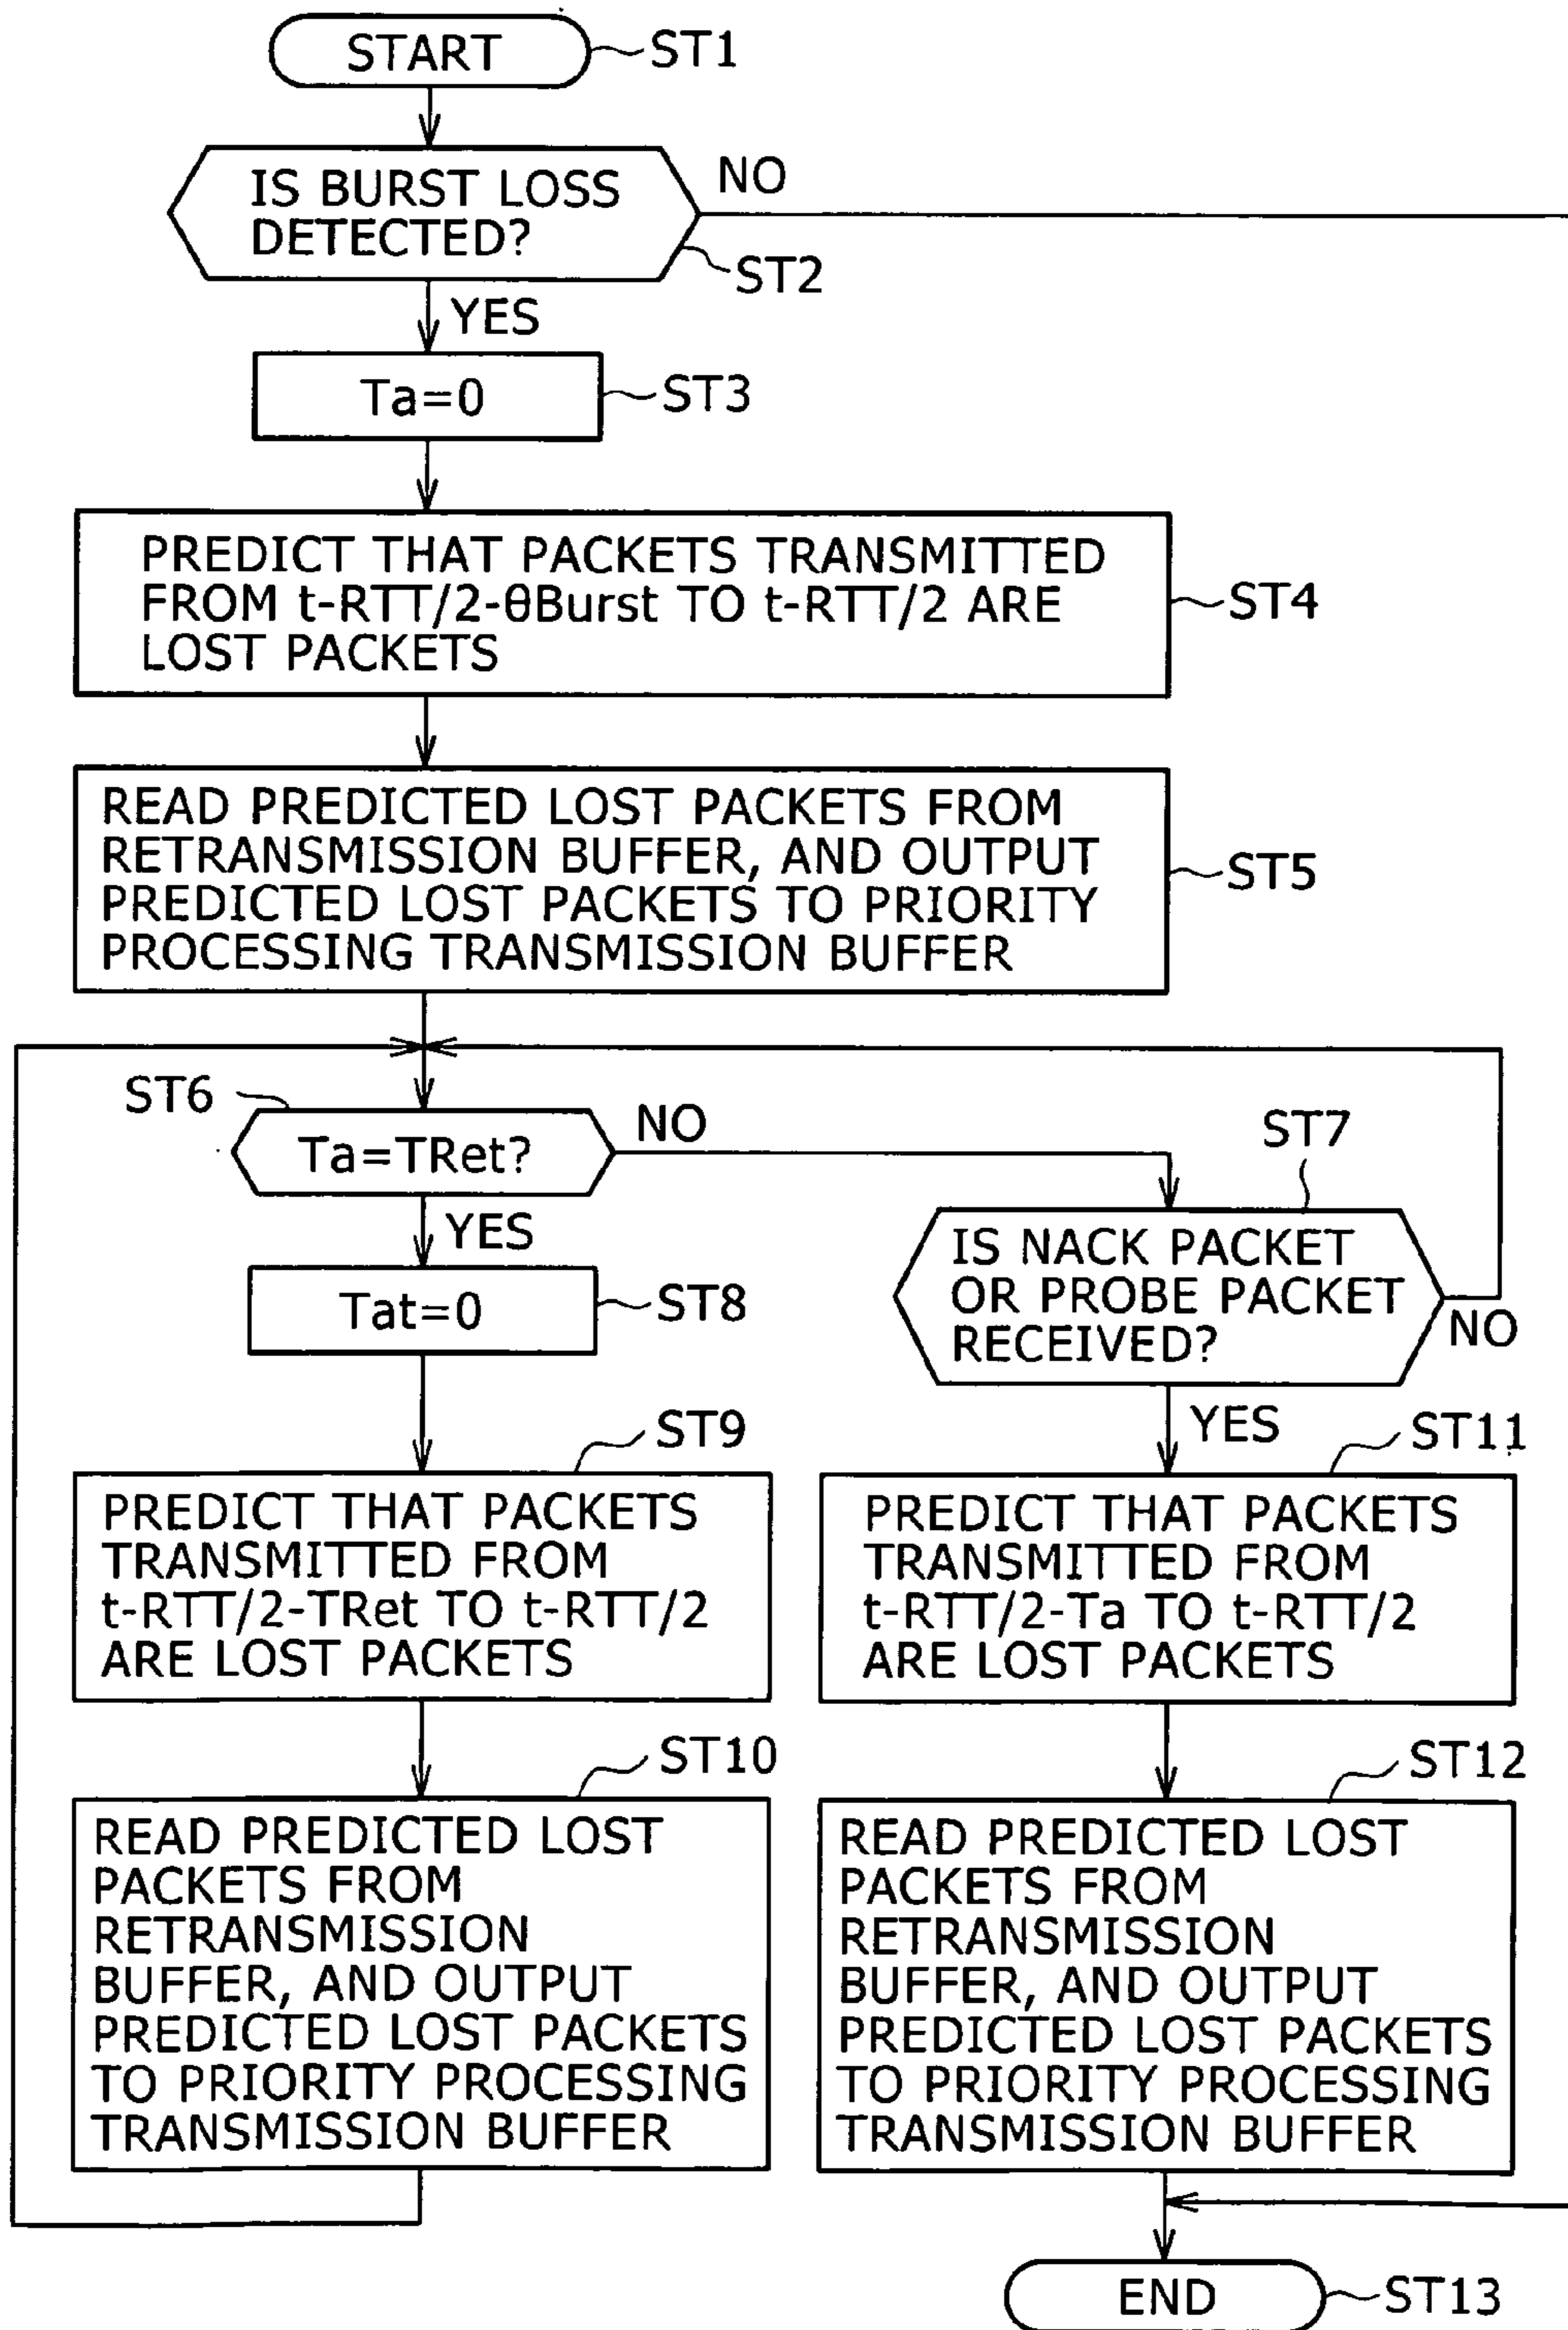 START
ST1
IS BURST LOSS
DETECTED?
NO
ST2
YES
Ta=0
ST3
PREDICT THAT PACKETS TRANSMITTED
FROM t-RTT/2-θBurst TO t-RTT/2 ARE
LOST PACKETS
ST4
READ PREDICTED LOST PACKETS FROM
RETRANSMISSION BUFFER, AND OUTPUT
PREDICTED LOST PACKETS TO PRIORITY
PROCESSING TRANSMISSION BUFFER
ST5
ST6
Ta=TRet?
NO
ST7
IS NACK PACKET
OR PROBE PACKET
RECEIVED?
NO
YES
Tat=0
ST8
YES
ST9
PREDICT THAT PACKETS
TRANSMITTED FROM
t-RTT/2-TRet TO t-RTT/2
ARE LOST PACKETS
ST11
PREDICT THAT PACKETS
TRANSMITTED FROM
t-RTT/2-Ta TO t-RTT/2
ARE LOST PACKETS
ST10
READ PREDICTED LOST
PACKETS FROM
RETRANSMISSION
BUFFER, AND OUTPUT
PREDICTED LOST PACKETS
TO PRIORITY PROCESSING
TRANSMISSION BUFFER
ST12
READ PREDICTED LOST
PACKETS FROM
RETRANSMISSION
BUFFER, AND OUTPUT
PREDICTED LOST PACKETS
TO PRIORITY PROCESSING
TRANSMISSION BUFFER
END
ST13